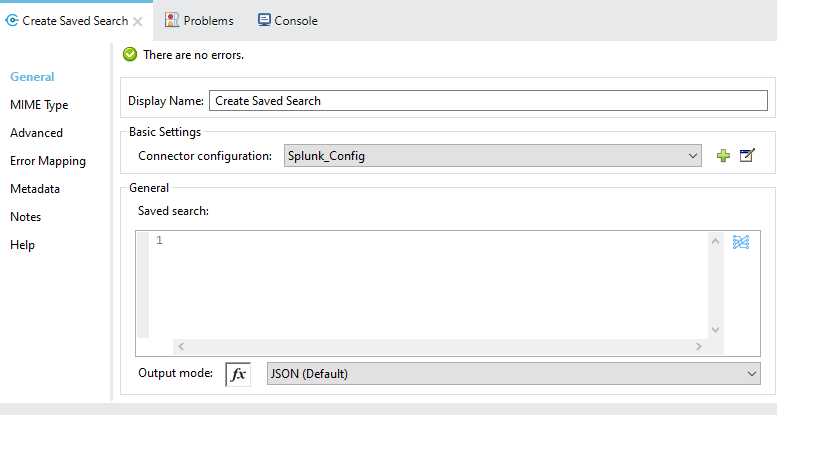 Create Saved Search
Problems
Console
There are no errors.
General
MIME Type
Advanced
Error Mapping
Metadata
Notes
Help
Display Name: Create Saved Search
Basic Settings
Connector configuration: Splunk_Config
General
Saved search:
1
Output mode: fx JSON (Default)